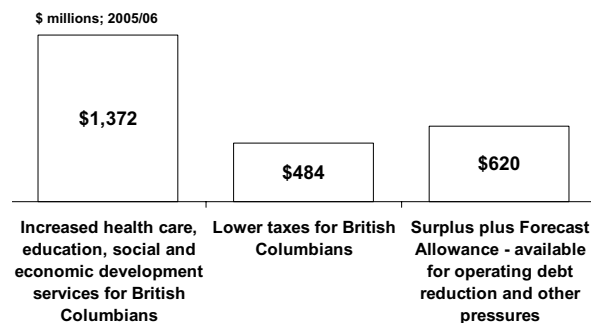 $ millions; 2005/06
$1,372
$484
$620
Increased health care,
education, social and
economic development
services for British
Columbians
Lower taxes for British
Columbians
Surplus plus Forecast
Allowance - available
for operating debt
reduction and other
pressures